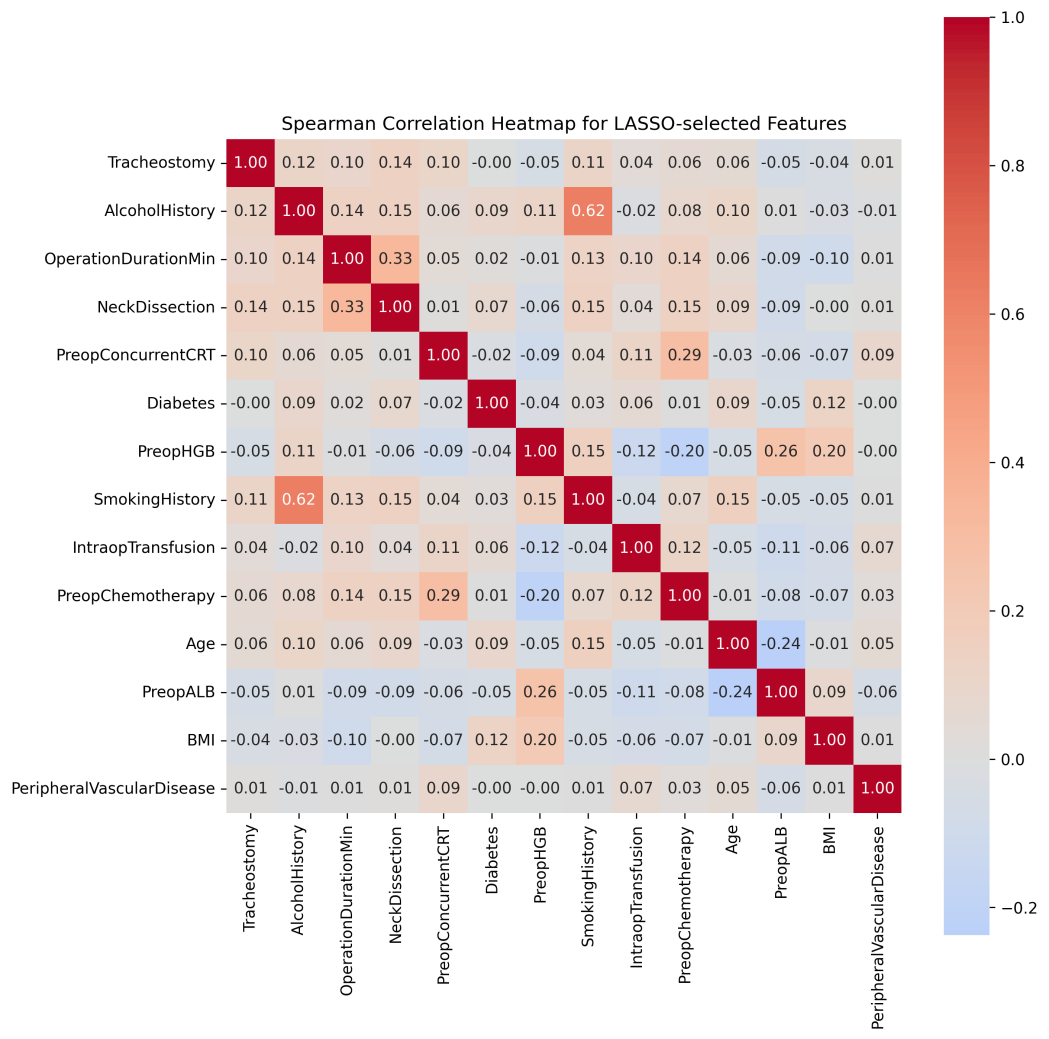 Spearman Correlation Heatmap for LASSO-selected Features
Tracheostomy 1.00 0.12 0.10 0.14 0.10 -0.00 -0.05 0.11 0.04 0.06 0.06 -0.05 -0.04 0.01
AlcoholHistory 0.12 1.00 0.14 0.15 0.06 0.09 0.11 0.62 -0.02 0.08 0.10 0.01 -0.03 -0.01
OperationDurationMin 0.10 0.14 1.00 0.33 0.05 0.02 -0.01 0.13 0.10 0.14 0.06 -0.09 -0.10 0.01
NeckDissection 0.14 0.15 0.33 1.00 0.01 0.07 -0.06 0.15 0.04 0.15 0.09 -0.09 -0.00 0.01
PreopConcurrentCRT 0.10 0.06 0.05 0.01 1.00 -0.02 -0.09 0.04 0.11 0.29 -0.03 -0.06 -0.07 0.09
Diabetes -0.00 0.09 0.02 0.07 -0.02 1.00 -0.04 0.03 0.06 0.01 0.09 -0.05 0.12 -0.00
PreopHGB -0.05 0.11 -0.01 -0.06 -0.09 -0.04 1.00 0.15 -0.12 -0.20 -0.05 0.26 0.20 -0.00
SmokingHistory 0.11 0.62 0.13 0.15 0.04 0.03 0.15 1.00 -0.04 0.07 0.15 -0.05 -0.05 0.01
IntraopTransfusion 0.04 -0.02 0.10 0.04 0.11 0.06 -0.12 -0.04 1.00 0.12 -0.05 -0.11 -0.06 0.07
PreopChemotherapy 0.06 0.08 0.14 0.15 0.29 0.01 -0.20 0.07 0.12 1.00 -0.01 -0.08 -0.07 0.03
Age 0.06 0.10 0.06 0.09 -0.03 0.09 -0.05 0.15 -0.05 -0.01 1.00 -0.24 -0.01 0.05
PreopALB -0.05 0.01 -0.09 -0.09 -0.06 -0.05 0.26 -0.05 -0.11 -0.08 -0.24 1.00 0.09 -0.06
BMI -0.04 -0.03 -0.10 -0.00 -0.07 0.12 0.20 -0.05 -0.06 -0.07 -0.01 0.09 1.00 0.01
PeripheralVascularDisease 0.01 -0.01 0.01 0.01 0.09 -0.00 -0.00 0.01 0.07 0.03 0.05 -0.06 0.01 1.00
Tracheostomy
AlcoholHistory
OperationDurationMin
NeckDissection
PreopConcurrentCRT
Diabetes
PreopHGB
SmokingHistory
IntraopTransfusion
PreopChemotherapy
Age
PreopALB
BMI
PeripheralVascularDisease
1.0
0.8
0.6
0.4
0.2
0.0
−0.2